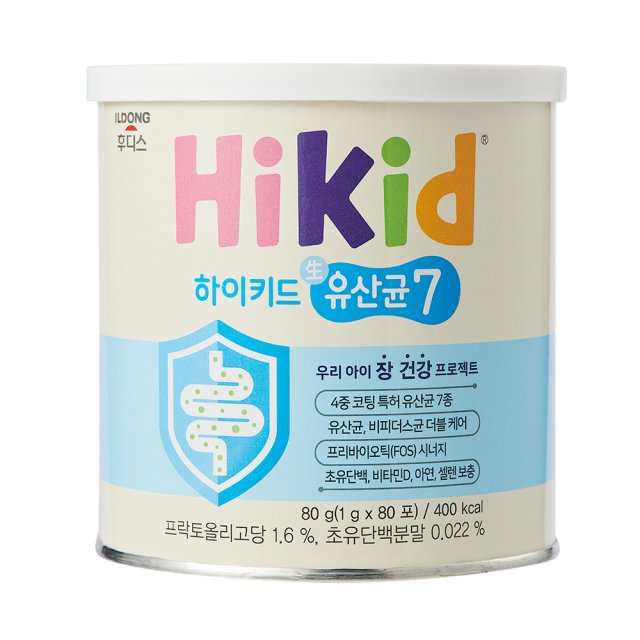 ILDONG
후디스
HiKid®
하이키드 生 유산균7
우리 아이 장 건강 프로젝트
4중 코팅 특허 유산균 7종
유산균, 비피더스균 더블 케어
프리바이오틱(FOS) 시너지
초유단백, 비타민D, 아연, 셀렌 보충
80 g(1 g x 80 포) / 400 kcal
프락토올리고당 1.6 %, 초유단백분말 0.022 %